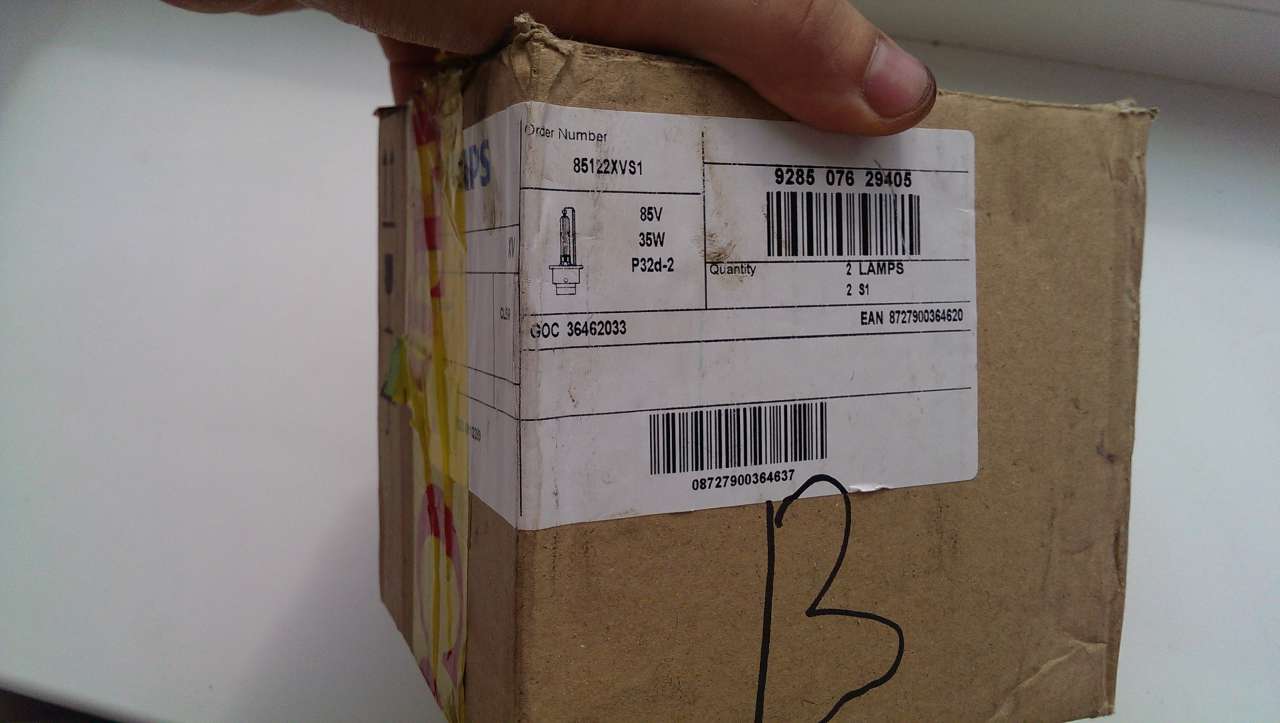 Order Number
85122XVS1
9285 076 29405
85V
35W
P32d-2
Quantity
2 LAMPS
2 S1
GOC 36462033
EAN 8727900364620
08727900364637
B